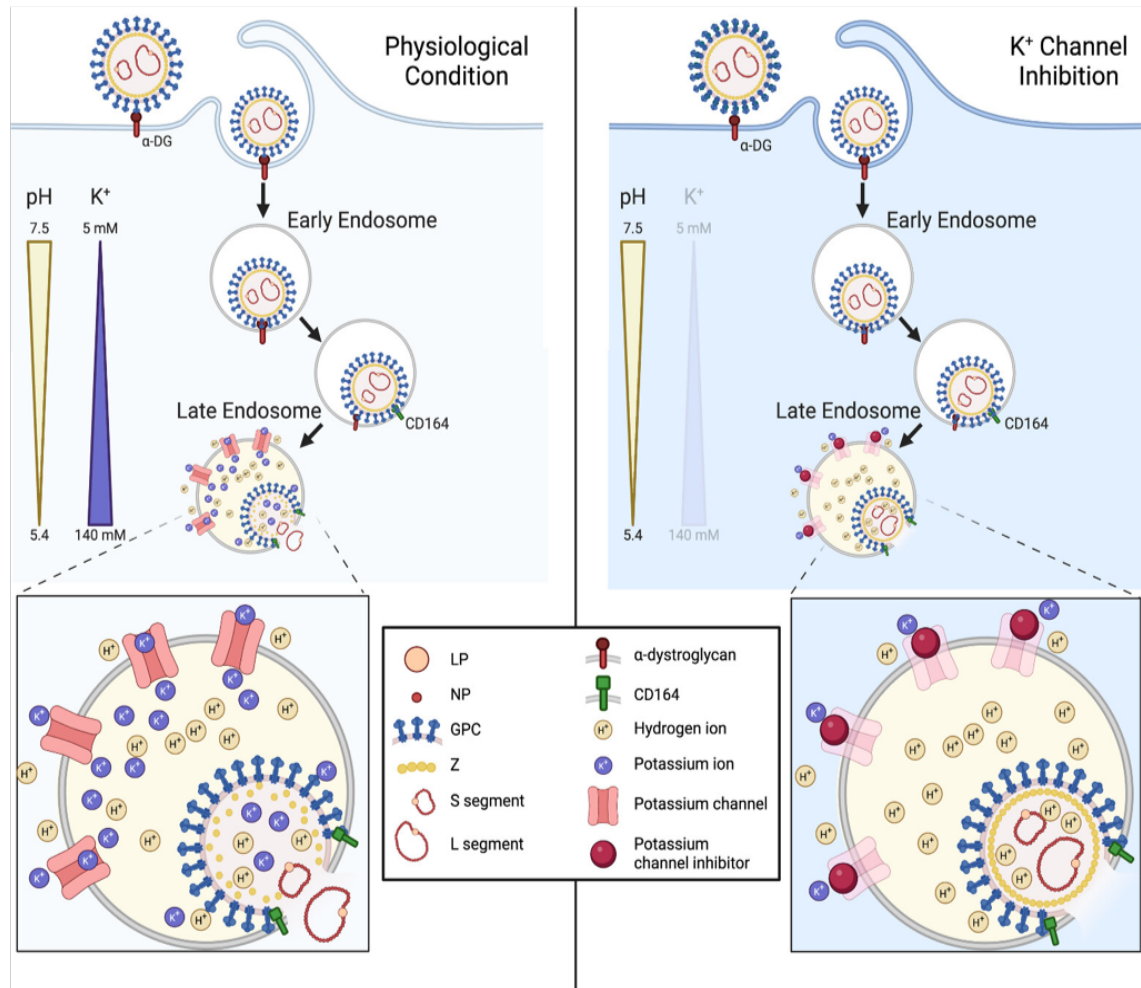 Physiological
Condition
α-DG
pH
K⁺
7.5
5 mM
Early Endosome
Late Endosome
CD164
5.4
140 mM
K⁺ Channel
Inhibition
α-DG
pH
K⁺
7.5
5 mM
Early Endosome
Late Endosome
CD164
5.4
140 mM
LP
NP
GPC
Z
S segment
L segment
α-dystroglycan
CD164
H⁺ Hydrogen ion
K⁺ Potassium ion
Potassium channel
Potassium
channel inhibitor
K⁺
K⁺
H⁺
H⁺
K⁺
K⁺
K⁺
K⁺
K⁺
K⁺
H⁺
H⁺
H⁺
H⁺
H⁺
H⁺
H⁺
K⁺
K⁺
K⁺
K⁺
H⁺
K⁺
H⁺
K⁺
K⁺
H⁺
H⁺
H⁺
K⁺
K⁺
K⁺
H⁺
K⁺
H⁺
K⁺
K⁺
H⁺
H⁺
K⁺
H⁺
H⁺
H⁺
H⁺
H⁺
H⁺
H⁺
H⁺
H⁺
H⁺
H⁺
H⁺
H⁺
K⁺
H⁺
H⁺